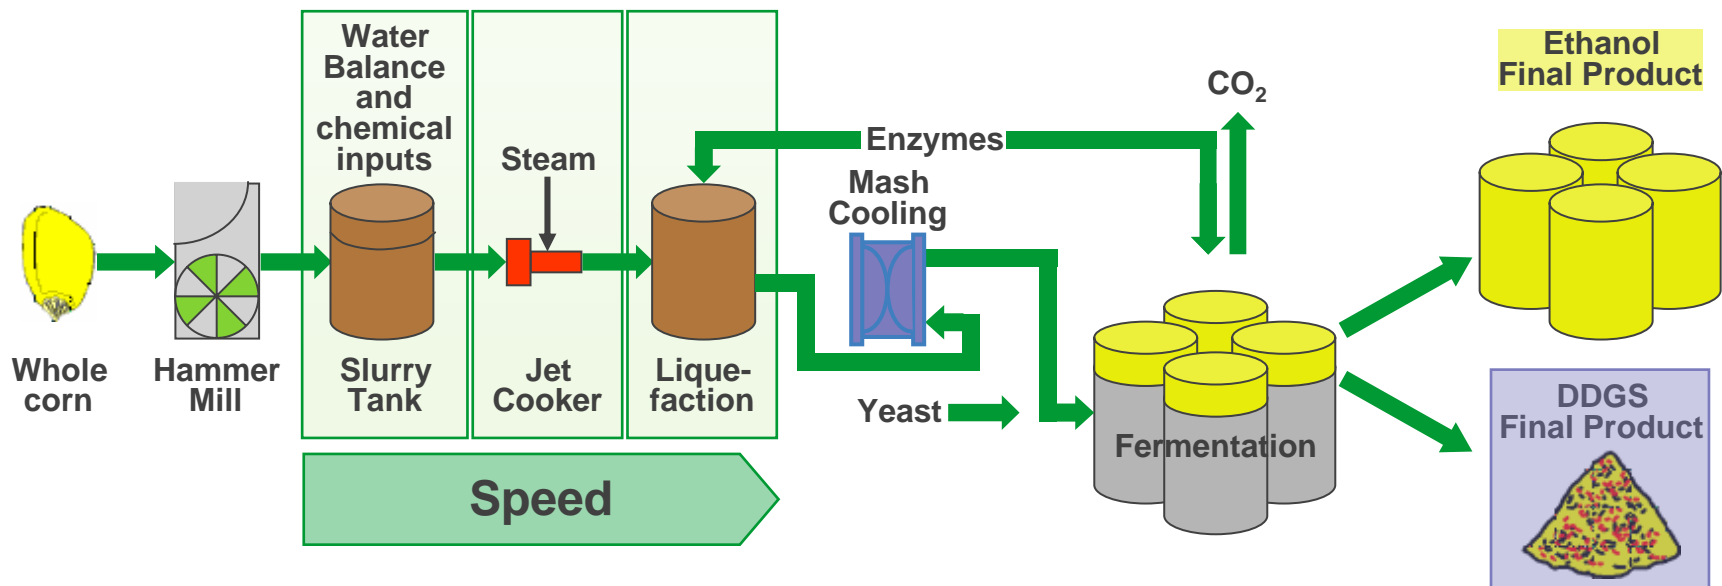 Water
Balance
and
chemical
inputs
Steam
Enzymes
Mash
Cooling
CO₂
Ethanol
Final Product
Whole
corn
Hammer
Mill
Slurry
Tank
Jet
Cooker
Lique-
faction
Yeast
Fermentation
DDGS
Final Product
Speed